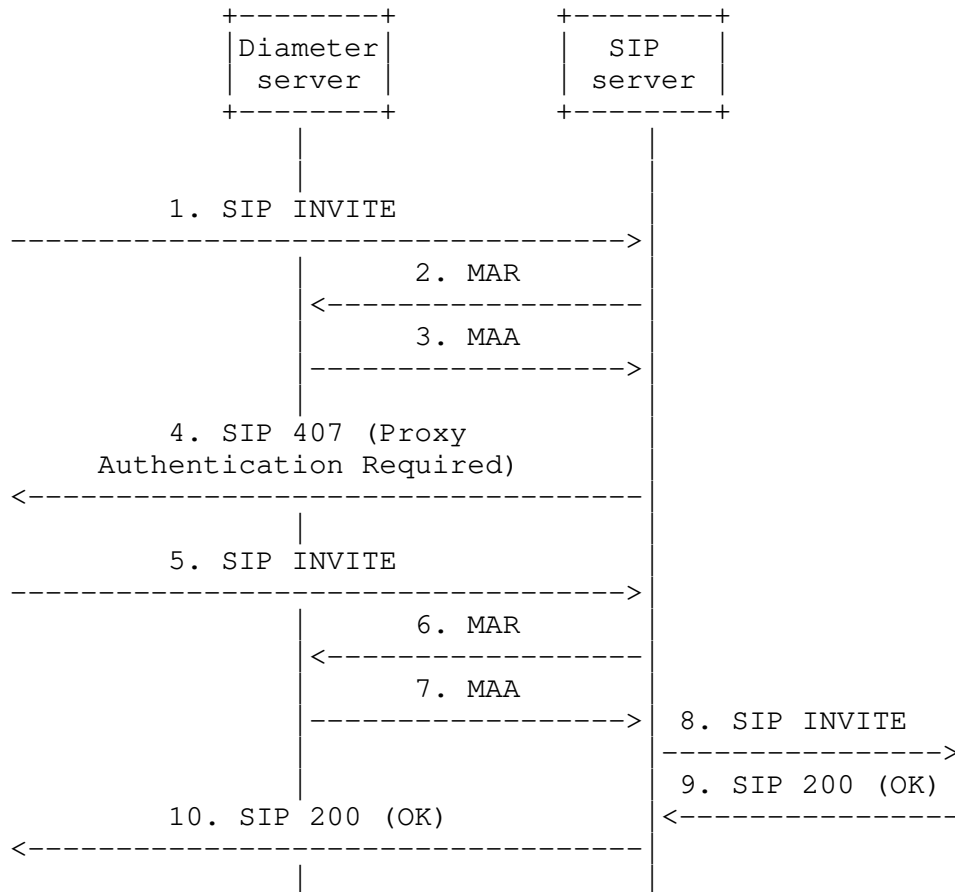 Diameter SIP
server server
1. SIP INVITE
2. MAR
3. MAA
4. SIP 407 (Proxy
Authentication Required)
5. SIP INVITE
6. MAR
7. MAA
8. SIP INVITE
9. SIP 200 (OK)
10. SIP 200 (OK)